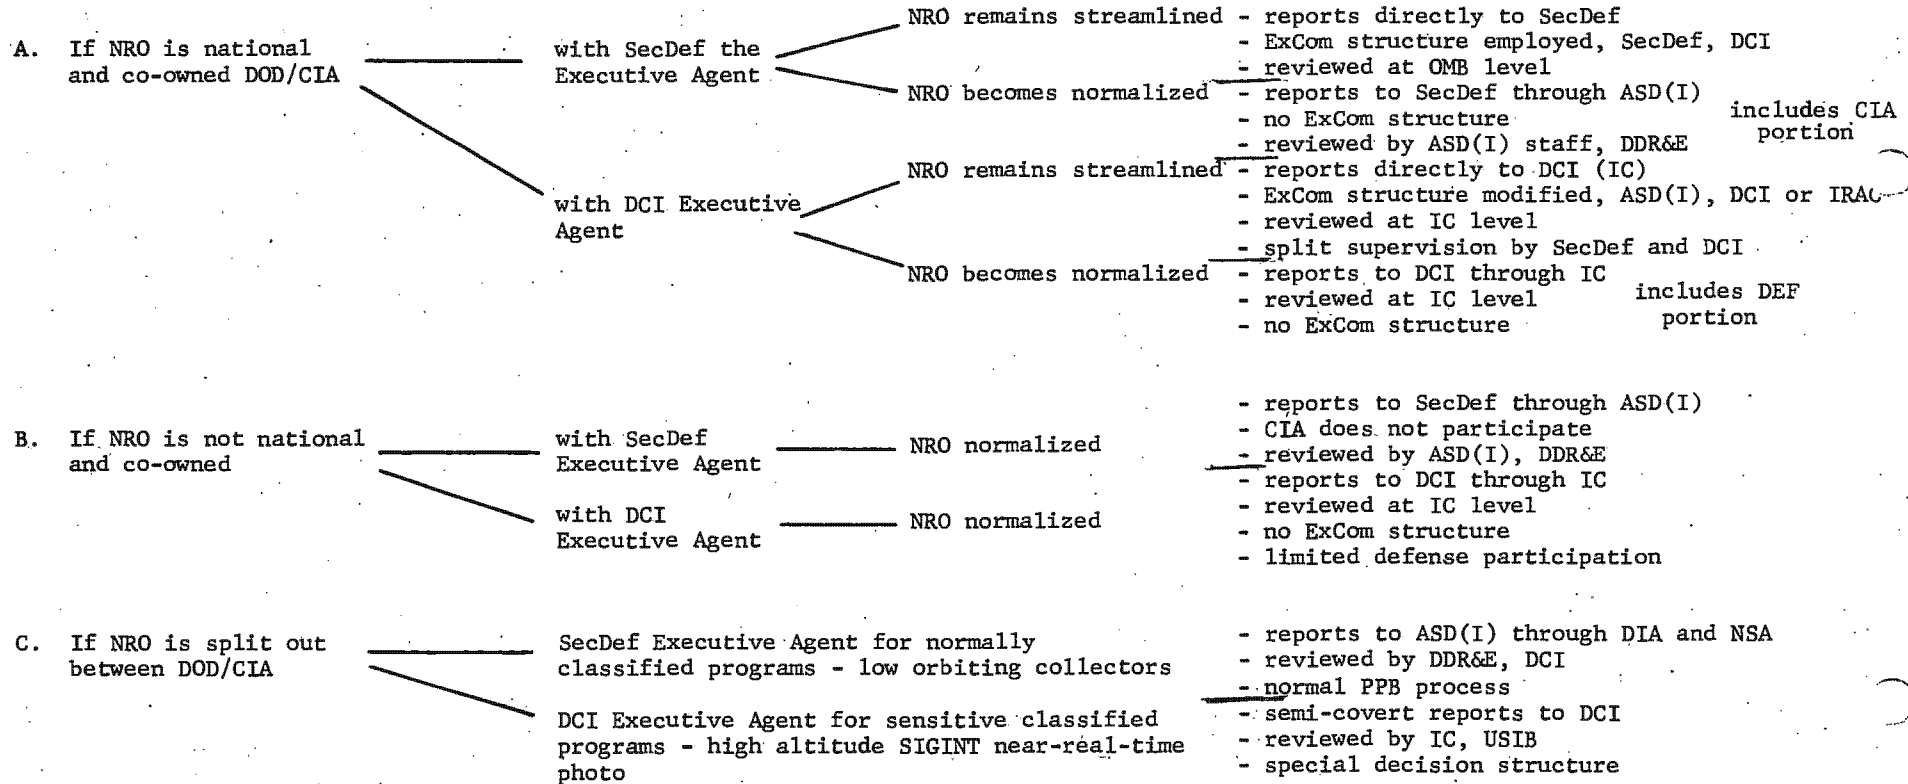 A. If NRO is national
and co-owned DOD/CIA
with SecDef the
Executive Agent
NRO remains streamlined - reports directly to SecDef
- ExCom structure employed, SecDef, DCI
- reviewed at OMB level
NRO becomes normalized - reports to SecDef through ASD(I)
- no ExCom structure
- reviewed by ASD(I) staff, DDR&E
includes CIA
portion
with DCI Executive
Agent
NRO remains streamlined - reports directly to DCI (IC)
- ExCom structure modified, ASD(I), DCI or IRAC
- reviewed at IC level
- split supervision by SecDef and DCI
NRO becomes normalized - reports to DCI through IC
- reviewed at IC level
- no ExCom structure
includes DEF
portion
B. If NRO is not national
and co-owned
with SecDef
Executive Agent
NRO normalized
- reports to SecDef through ASD(I)
- CIA does not participate
- reviewed by ASD(I), DDR&E
with DCI
Executive Agent
NRO normalized
- reports to DCI through IC
- reviewed at IC level
- no ExCom structure
- limited defense participation
C. If NRO is split out
between DOD/CIA
SecDef Executive Agent for normally
classified programs - low orbiting collectors
- reports to ASD(I) through DIA and NSA
- reviewed by DDR&E, DCI
- normal PPB process
DCI Executive Agent for sensitive classified
programs - high altitude SIGINT near-real-time
photo
- semi-covert reports to DCI
- reviewed by IC, USIB
- special decision structure